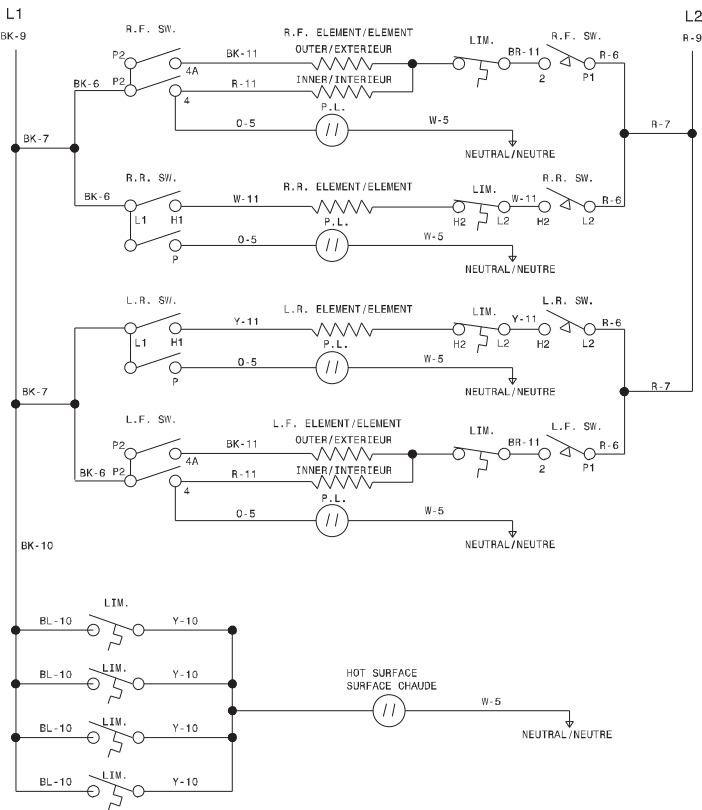 L1
L2
BK-9
R-9
R.F. SW.
R.F. ELEMENT/ELEMENT
R.F. SW.
OUTER/EXTERIEUR
LIM.
P2
BK-11
BR-11
R-6
4A
2
P1
BK-6
P2
R-11
INNER/INTERIEUR
4
P.L.
O-5
W-5
R-7
BK-7
NEUTRAL/NEUTRE
R.R. SW.
R.R. ELEMENT/ELEMENT
LIM.
R.R. SW.
BK-6
W-11
W-11
R-6
L1
H1
P.L.
H2
L2
H2
L2
O-5
W-5
P
NEUTRAL/NEUTRE
L.R. SW.
L.R. ELEMENT/ELEMENT
LIM.
L.R. SW.
Y-11
Y-11
R-6
L1
H1
P.L.
H2
L2
H2
L2
O-5
W-5
P
BK-7
NEUTRAL/NEUTRE
R-7
L.F. SW.
L.F. ELEMENT/ELEMENT
LIM.
L.F. SW.
P2
BK-11
OUTER/EXTERIEUR
BR-11
R-6
4A
2
P1
BK-6
P2
R-11
INNER/INTERIEUR
4
P.L.
O-5
W-5
BK-10
NEUTRAL/NEUTRE
LIM.
BL-10
Y-10
LIM.
BL-10
Y-10
HOT SURFACE
SURFACE CHAUDE
W-5
LIM.
BL-10
Y-10
NEUTRAL/NEUTRE
LIM.
BL-10
Y-10